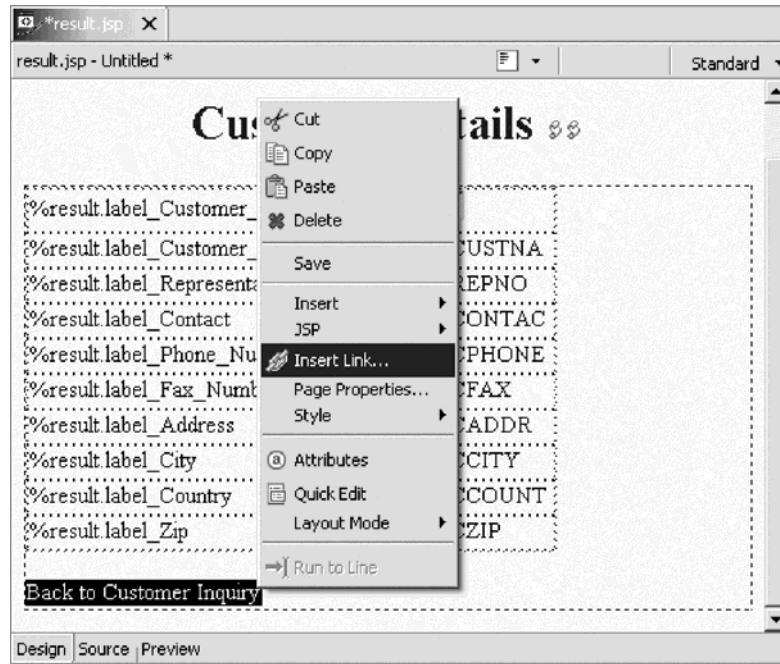 *result.jsp
result.jsp - Untitled *
Standard
Cus tails
%result.label_Customer_
%result.label_Customer_ CUSTNA
%result.label_Representa REPNO
%result.label_Contact CONTAC
%result.label_Phone_Nu CPHONE
%result.label_Fax_Numb CFAX
%result.label_Address CADDR
%result.label_City CCITY
%result.label_Country CCOUNT
%result.label_Zip CZIP
Back to Customer Inquiry
Cut
Copy
Paste
Delete
Save
Insert
JSP
Insert Link...
Page Properties...
Style
Attributes
Quick Edit
Layout Mode
Run to Line
Design Source Preview